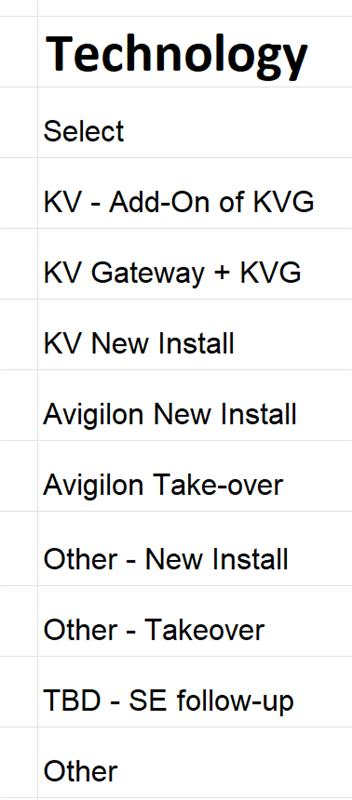 Technology
Select
KV - Add-On of KVG
KV Gateway + KVG
KV New Install
Avigilon New Install
Avigilon Take-over
Other - New Install
Other - Takeover
TBD - SE follow-up
Other